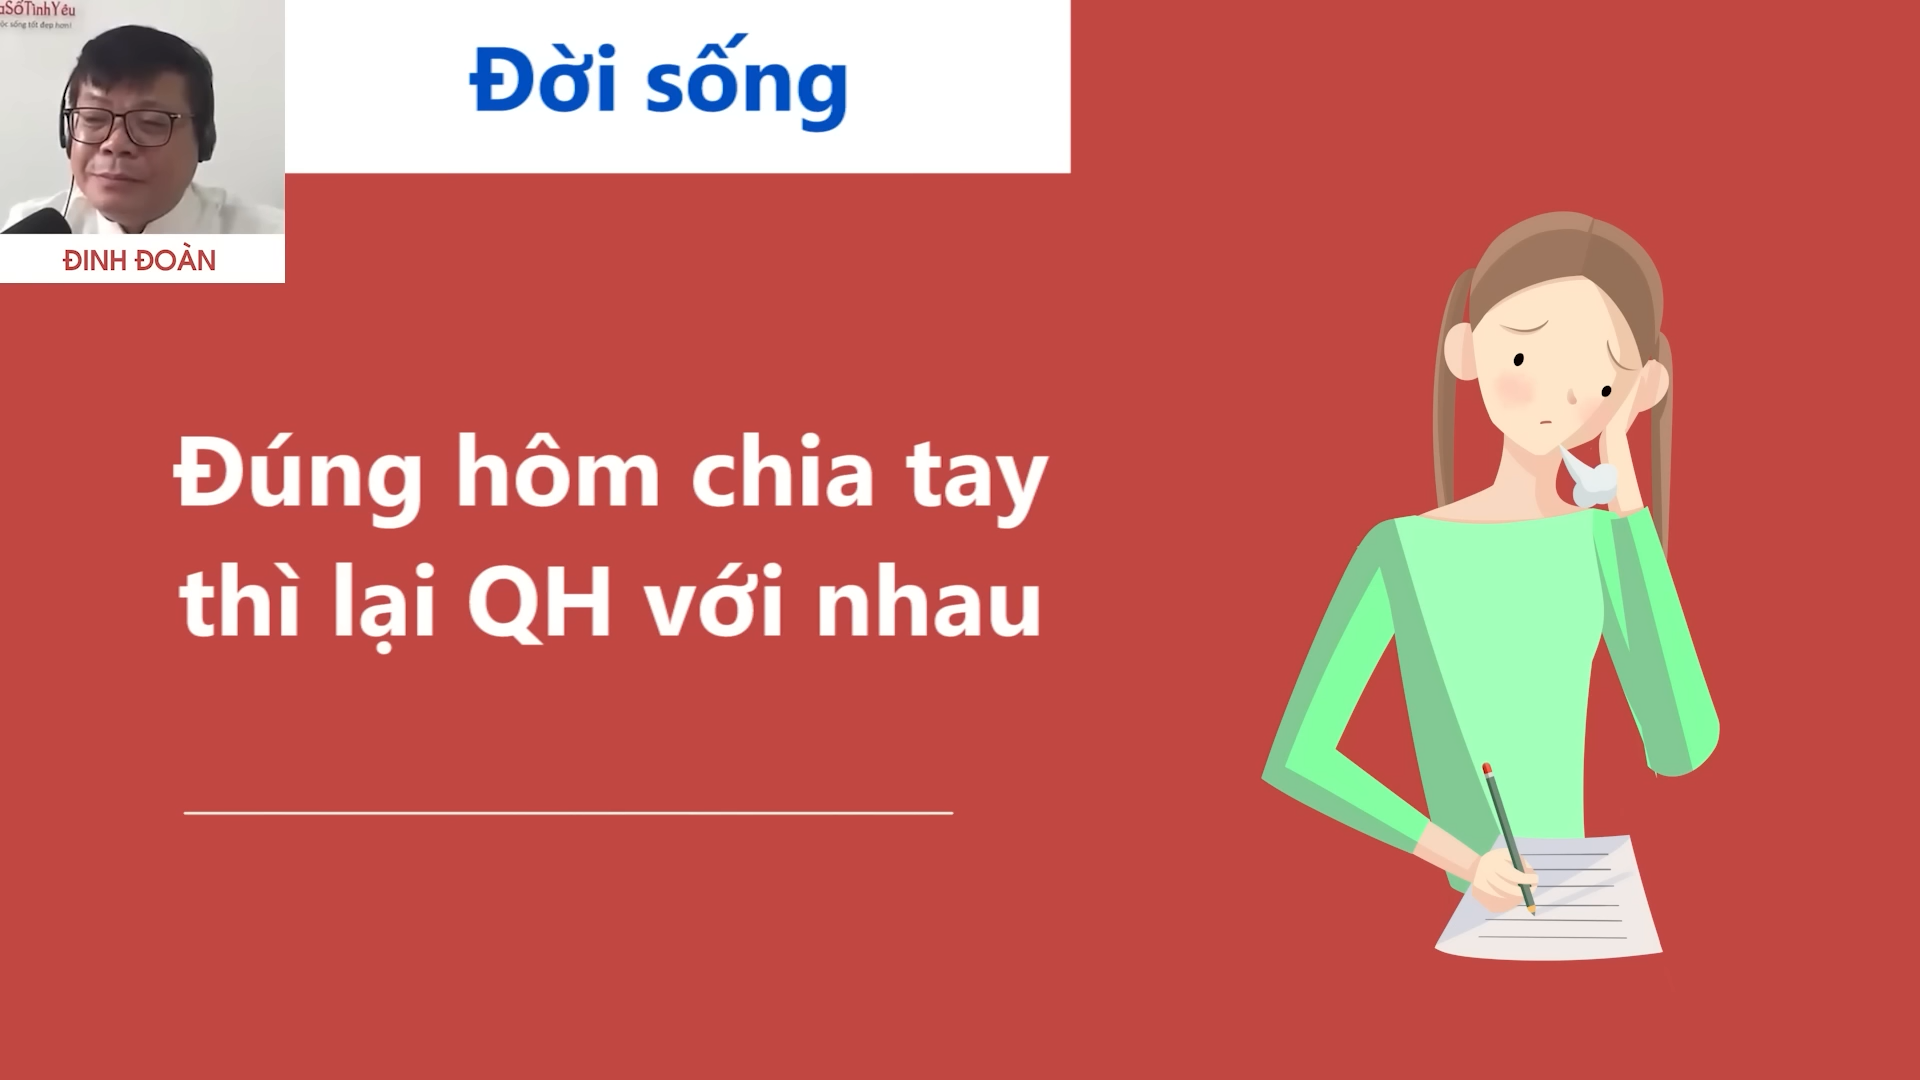 Đời sống
ĐINH ĐOÀN
Đúng hôm chia tay
thì lại QH với nhau